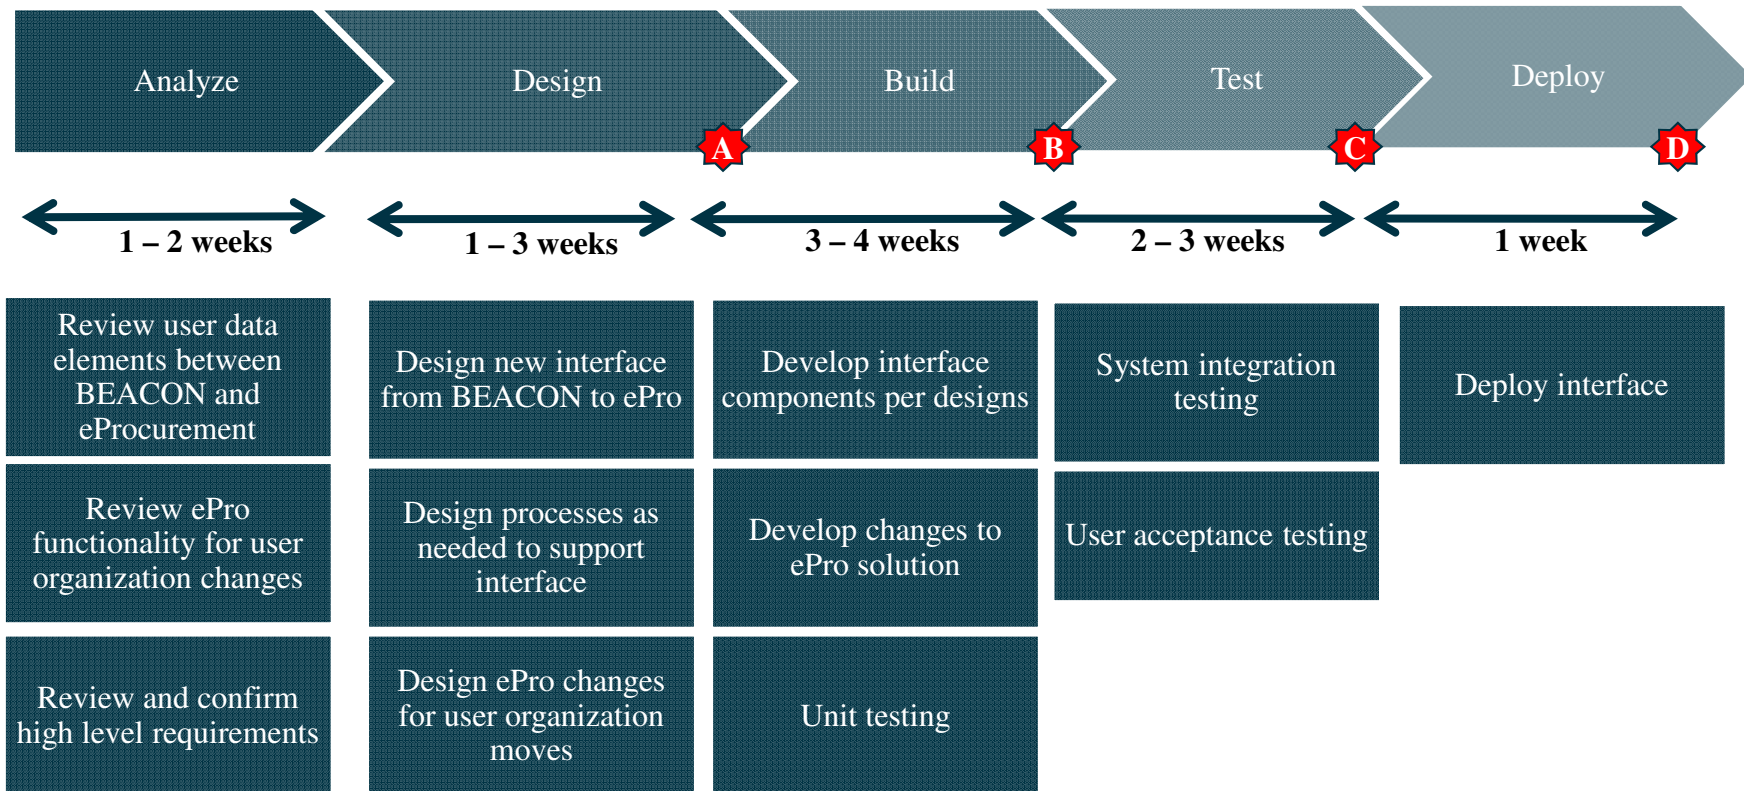 Analyze
Design
Build
Test
Deploy
A
B
C
D
1 – 2 weeks
1 – 3 weeks
3 – 4 weeks
2 – 3 weeks
1 week
Review user data
elements between
BEACON and
eProcurement
Design new interface
from BEACON to ePro
Develop interface
components per designs
System integration
testing
Deploy interface
Review ePro
functionality for user
organization changes
Design processes as
needed to support
interface
Develop changes to
ePro solution
User acceptance testing
Review and confirm
high level requirements
Design ePro changes
for user organization
moves
Unit testing